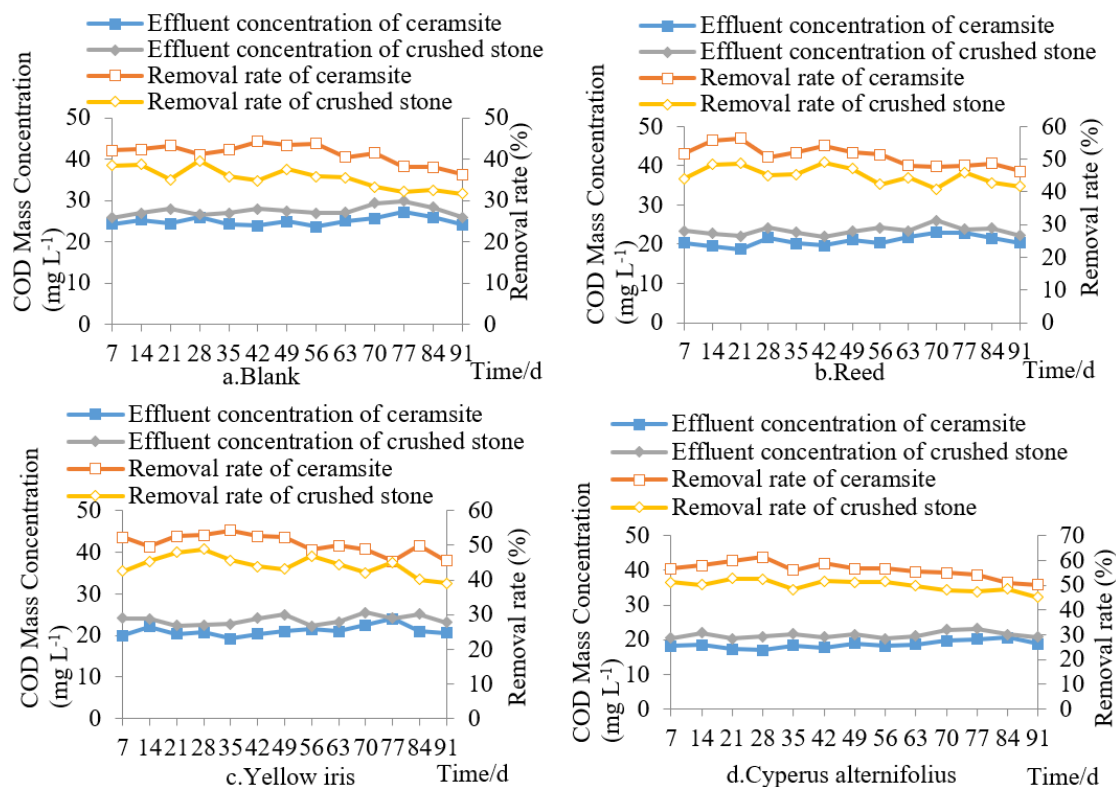 Effluent concentration of ceramsite
Effluent concentration of crushed stone
Removal rate of ceramsite
Removal rate of crushed stone
COD Mass Concentration
(mg L-1)
50
40
30
20
10
0
50
40
30
20
10
0
Removal rate (%)
7 14 21 28 35 42 49 56 63 70 77 84 91
Time/d
a.Blank
Effluent concentration of ceramsite
Effluent concentration of crushed stone
Removal rate of ceramsite
Removal rate of crushed stone
COD Mass Concentration
(mg L-1)
50
40
30
20
10
0
60
50
40
30
20
10
0
Removal rate (%)
7 14 21 28 35 42 49 56 63 70 77 84 91
Time/d
b.Reed
Effluent concentration of ceramsite
Effluent concentration of crushed stone
Removal rate of ceramsite
Removal rate of crushed stone
COD Mass Concentration
(mg L-1)
50
40
30
20
10
0
60
50
40
30
20
10
0
Removal rate (%)
7 14 21 28 35 42 49 56 63 70 77 84 91
Time/d
c.Yellow iris
Effluent concentration of ceramsite
Effluent concentration of crushed stone
Removal rate of ceramsite
Removal rate of crushed stone
COD Mass Concentration
(mg L-1)
50
40
30
20
10
0
70
60
50
40
30
20
10
0
Removal rate (%)
7 14 21 28 35 42 49 56 63 70 77 84 91
d.Cyperus alternifolius
Time/d